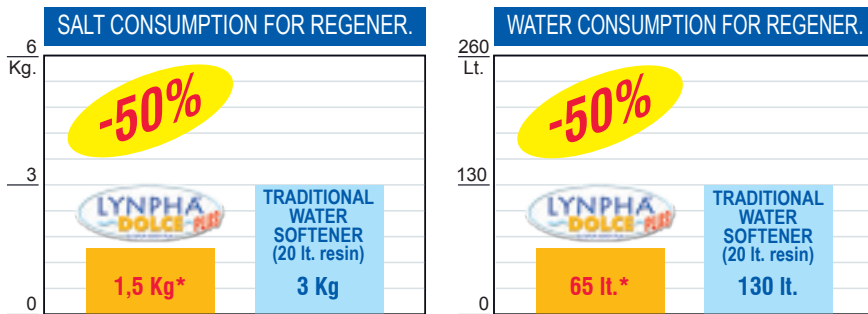 SALT CONSUMPTION FOR REGENER.
6
Kg.
-50%
3
LYNPHA
DOLCE PLUS
TRADITIONAL
WATER
SOFTENER
(20 lt. resin)
1,5 Kg*
3 Kg
0
WATER CONSUMPTION FOR REGENER.
260
Lt.
-50%
130
LYNPHA
DOLCE PLUS
TRADITIONAL
WATER
SOFTENER
(20 lt. resin)
65 lt.*
130 lt.
0